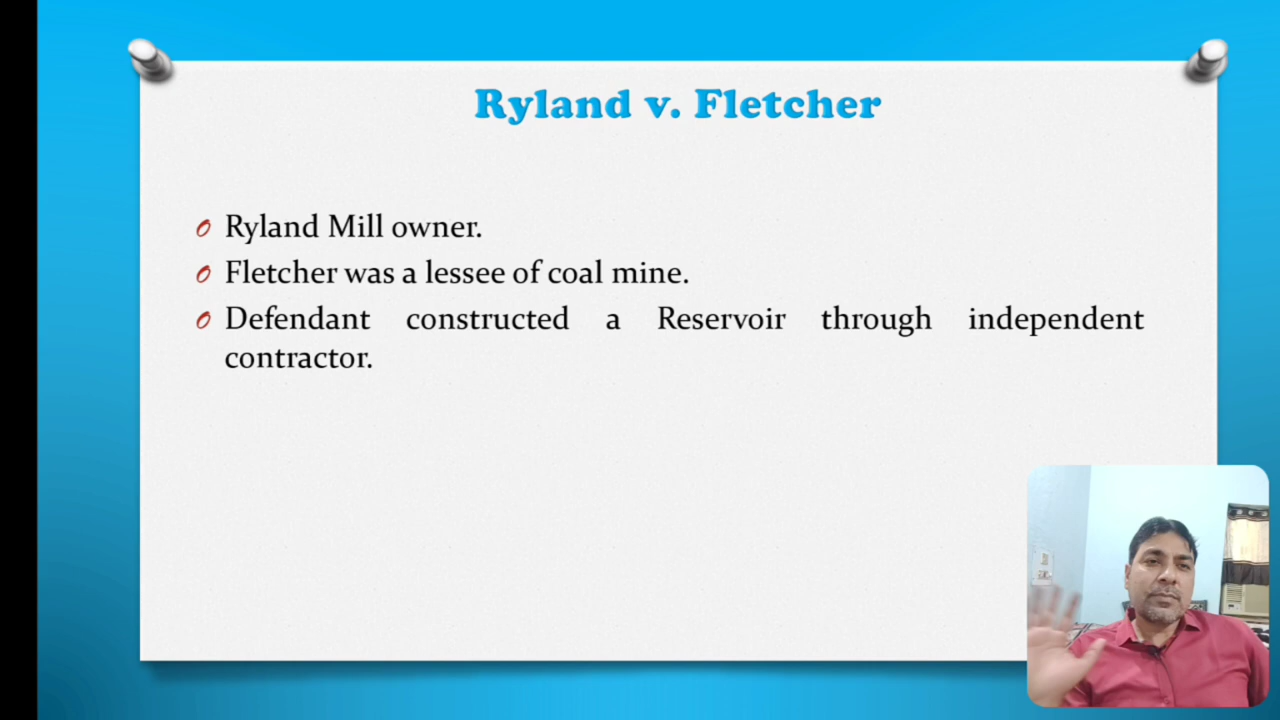 Ryland v. Fletcher
Ryland Mill owner.
Fletcher was a lessee of coal mine.
Defendant constructed a Reservoir through independent
contractor.